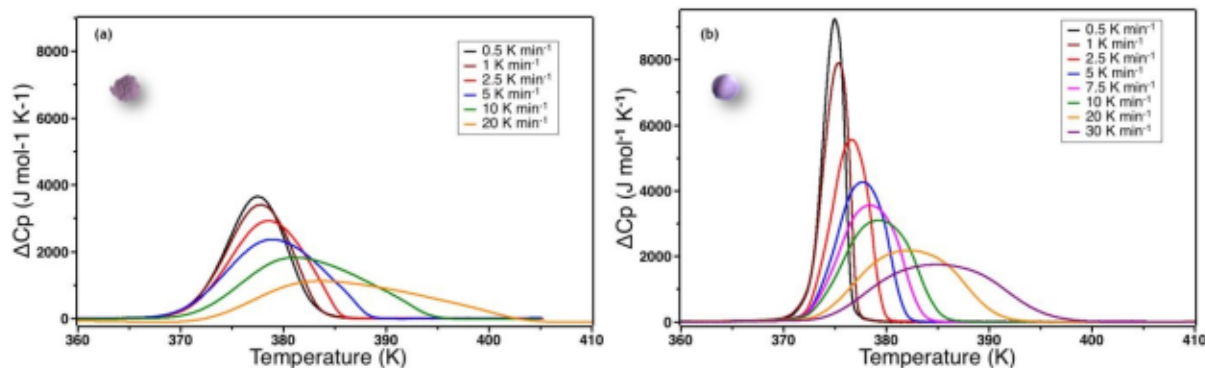 (a)
0.5 K min⁻¹
1 K min⁻¹
2.5 K min⁻¹
5 K min⁻¹
10 K min⁻¹
20 K min⁻¹
8000
6000
4000
2000
0
ΔCp (J mol-1 K-1)
360
370
380
390
400
410
Temperature (K)
(b)
0.5 K min⁻¹
1 K min⁻¹
2.5 K min⁻¹
5 K min⁻¹
7.5 K min⁻¹
10 K min⁻¹
20 K min⁻¹
30 K min⁻¹
8000
6000
4000
2000
0
ΔCp (J mol⁻¹ K⁻¹)
360
370
380
390
400
410
Temperature (K)